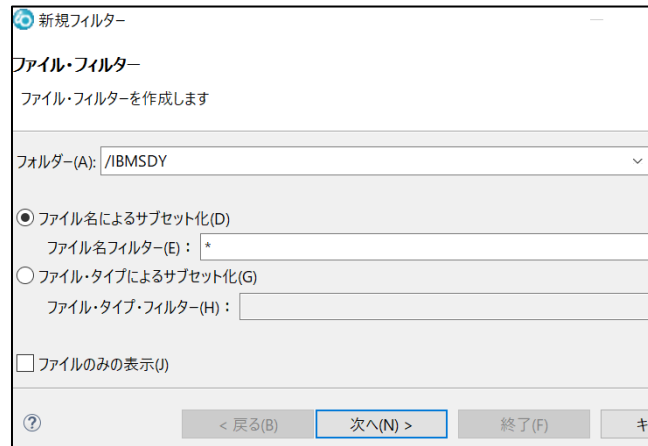 新規フィルター
ファイル・フィルター
ファイル・フィルターを作成します
フォルダー(A): /IBMSDY
ファイル名によるサブセット化(D)
ファイル名フィルター(E)： *
ファイル・タイプによるサブセット化(G)
ファイル・タイプ・フィルター(H)：
ファイルのみの表示(J)
? < 戻る(B) 次へ(N) > 終了(F) キ